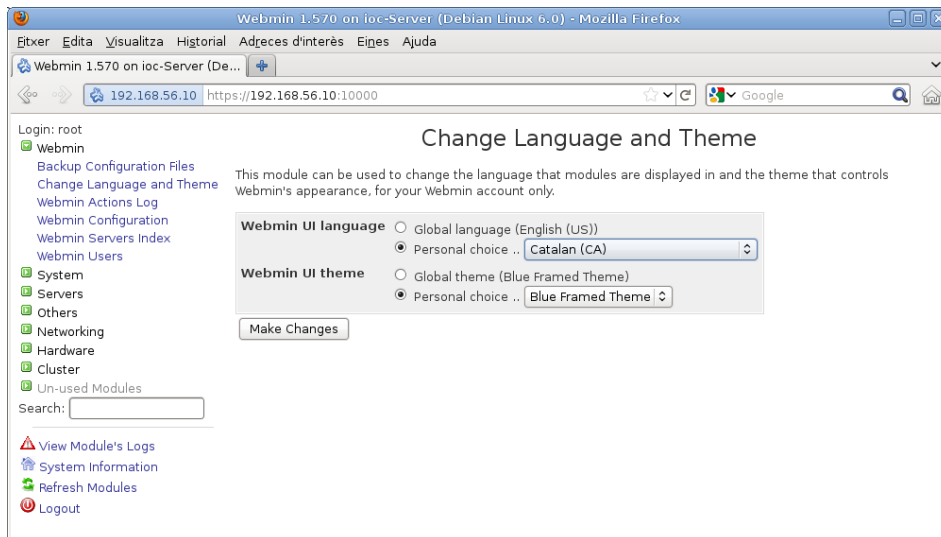 Webmin 1.570 on ioc-Server (Debian Linux 6.0) - Mozilla Firefox
Fitxer Edita Visualitza Historial Adreces d'interès Eines Ajuda
Webmin 1.570 on ioc-Server (De...
192.168.56.10 https://192.168.56.10:10000 Google
Login: root
Webmin
Backup Configuration Files
Change Language and Theme
Webmin Actions Log
Webmin Configuration
Webmin Servers Index
Webmin Users
System
Servers
Others
Networking
Hardware
Cluster
Un-used Modules
Search:
View Module's Logs
System Information
Refresh Modules
Logout
Change Language and Theme
This module can be used to change the language that modules are displayed in and the theme that controls
Webmin's appearance, for your Webmin account only.
Webmin UI language Global language (English (US))
Personal choice .. Catalan (CA)
Webmin UI theme Global theme (Blue Framed Theme)
Personal choice .. Blue Framed Theme
Make Changes